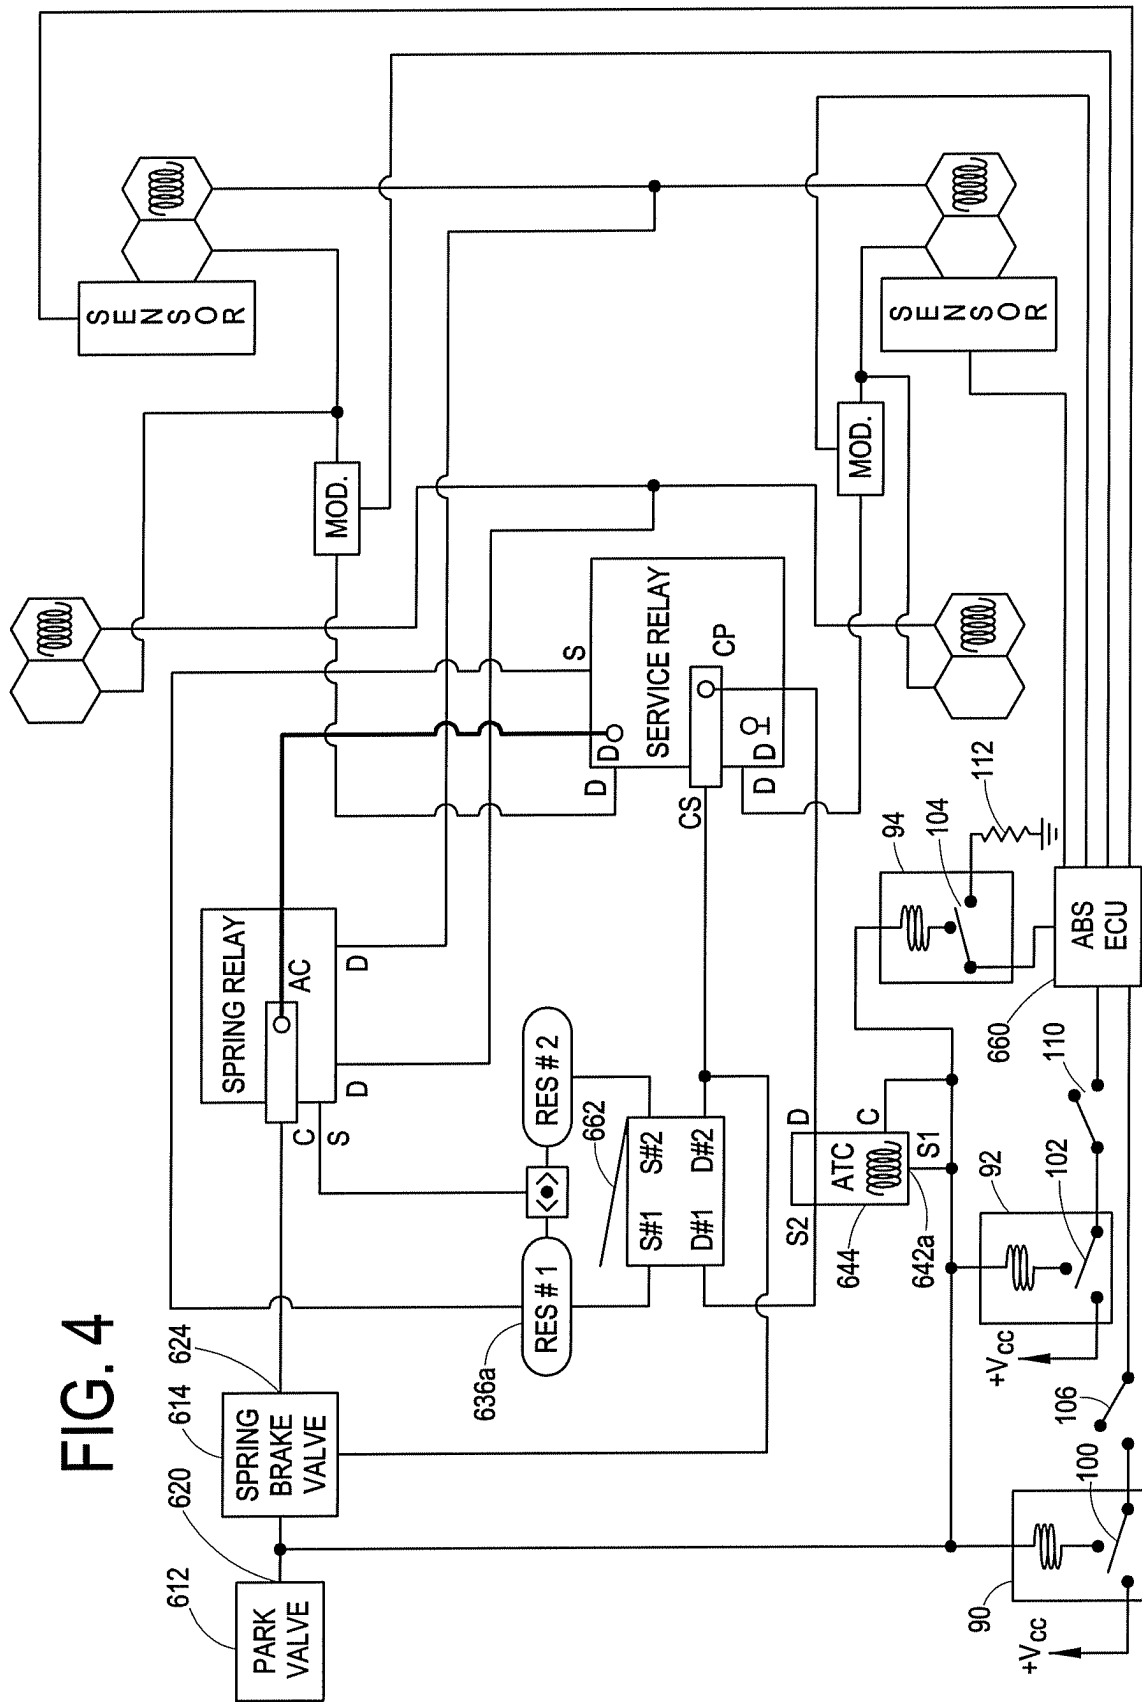 FIG. 4
PARK
VALVE
612
620
SPRING
BRAKE
VALVE
614
624
SPRING RELAY
AC
C
S
D
D
RES # 1
RES # 2
636a
662
S#1
S#2
D#1
D#2
SERVICE RELAY
S
D
D
CS
CP
D
D
MOD.
MOD.
SENSOR
SENSOR
ATC
S2
D
C
S1
644
642a
+VCC
90
100
106
+VCC
92
102
110
94
104
112
660
ABS
ECU